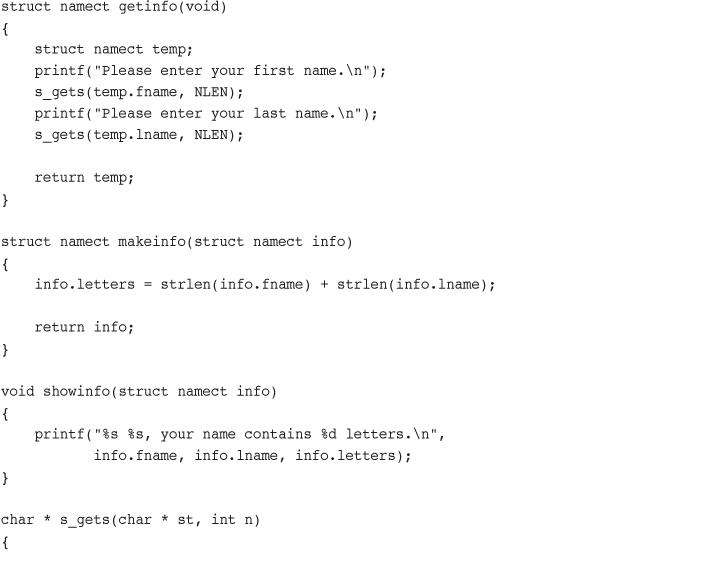 struct namect getinfo(void)
{
    struct namect temp;
    printf("Please enter your first name.\n");
    s_gets(temp.fname, NLEN);
    printf("Please enter your last name.\n");
    s_gets(temp.lname, NLEN);

    return temp;
}

struct namect makeinfo(struct namect info)
{
    info.letters = strlen(info.fname) + strlen(info.lname);

    return info;
}

void showinfo(struct namect info)
{
    printf("%s %s, your name contains %d letters.\n",
           info.fname, info.lname, info.letters);
}

char * s_gets(char * st, int n)
{